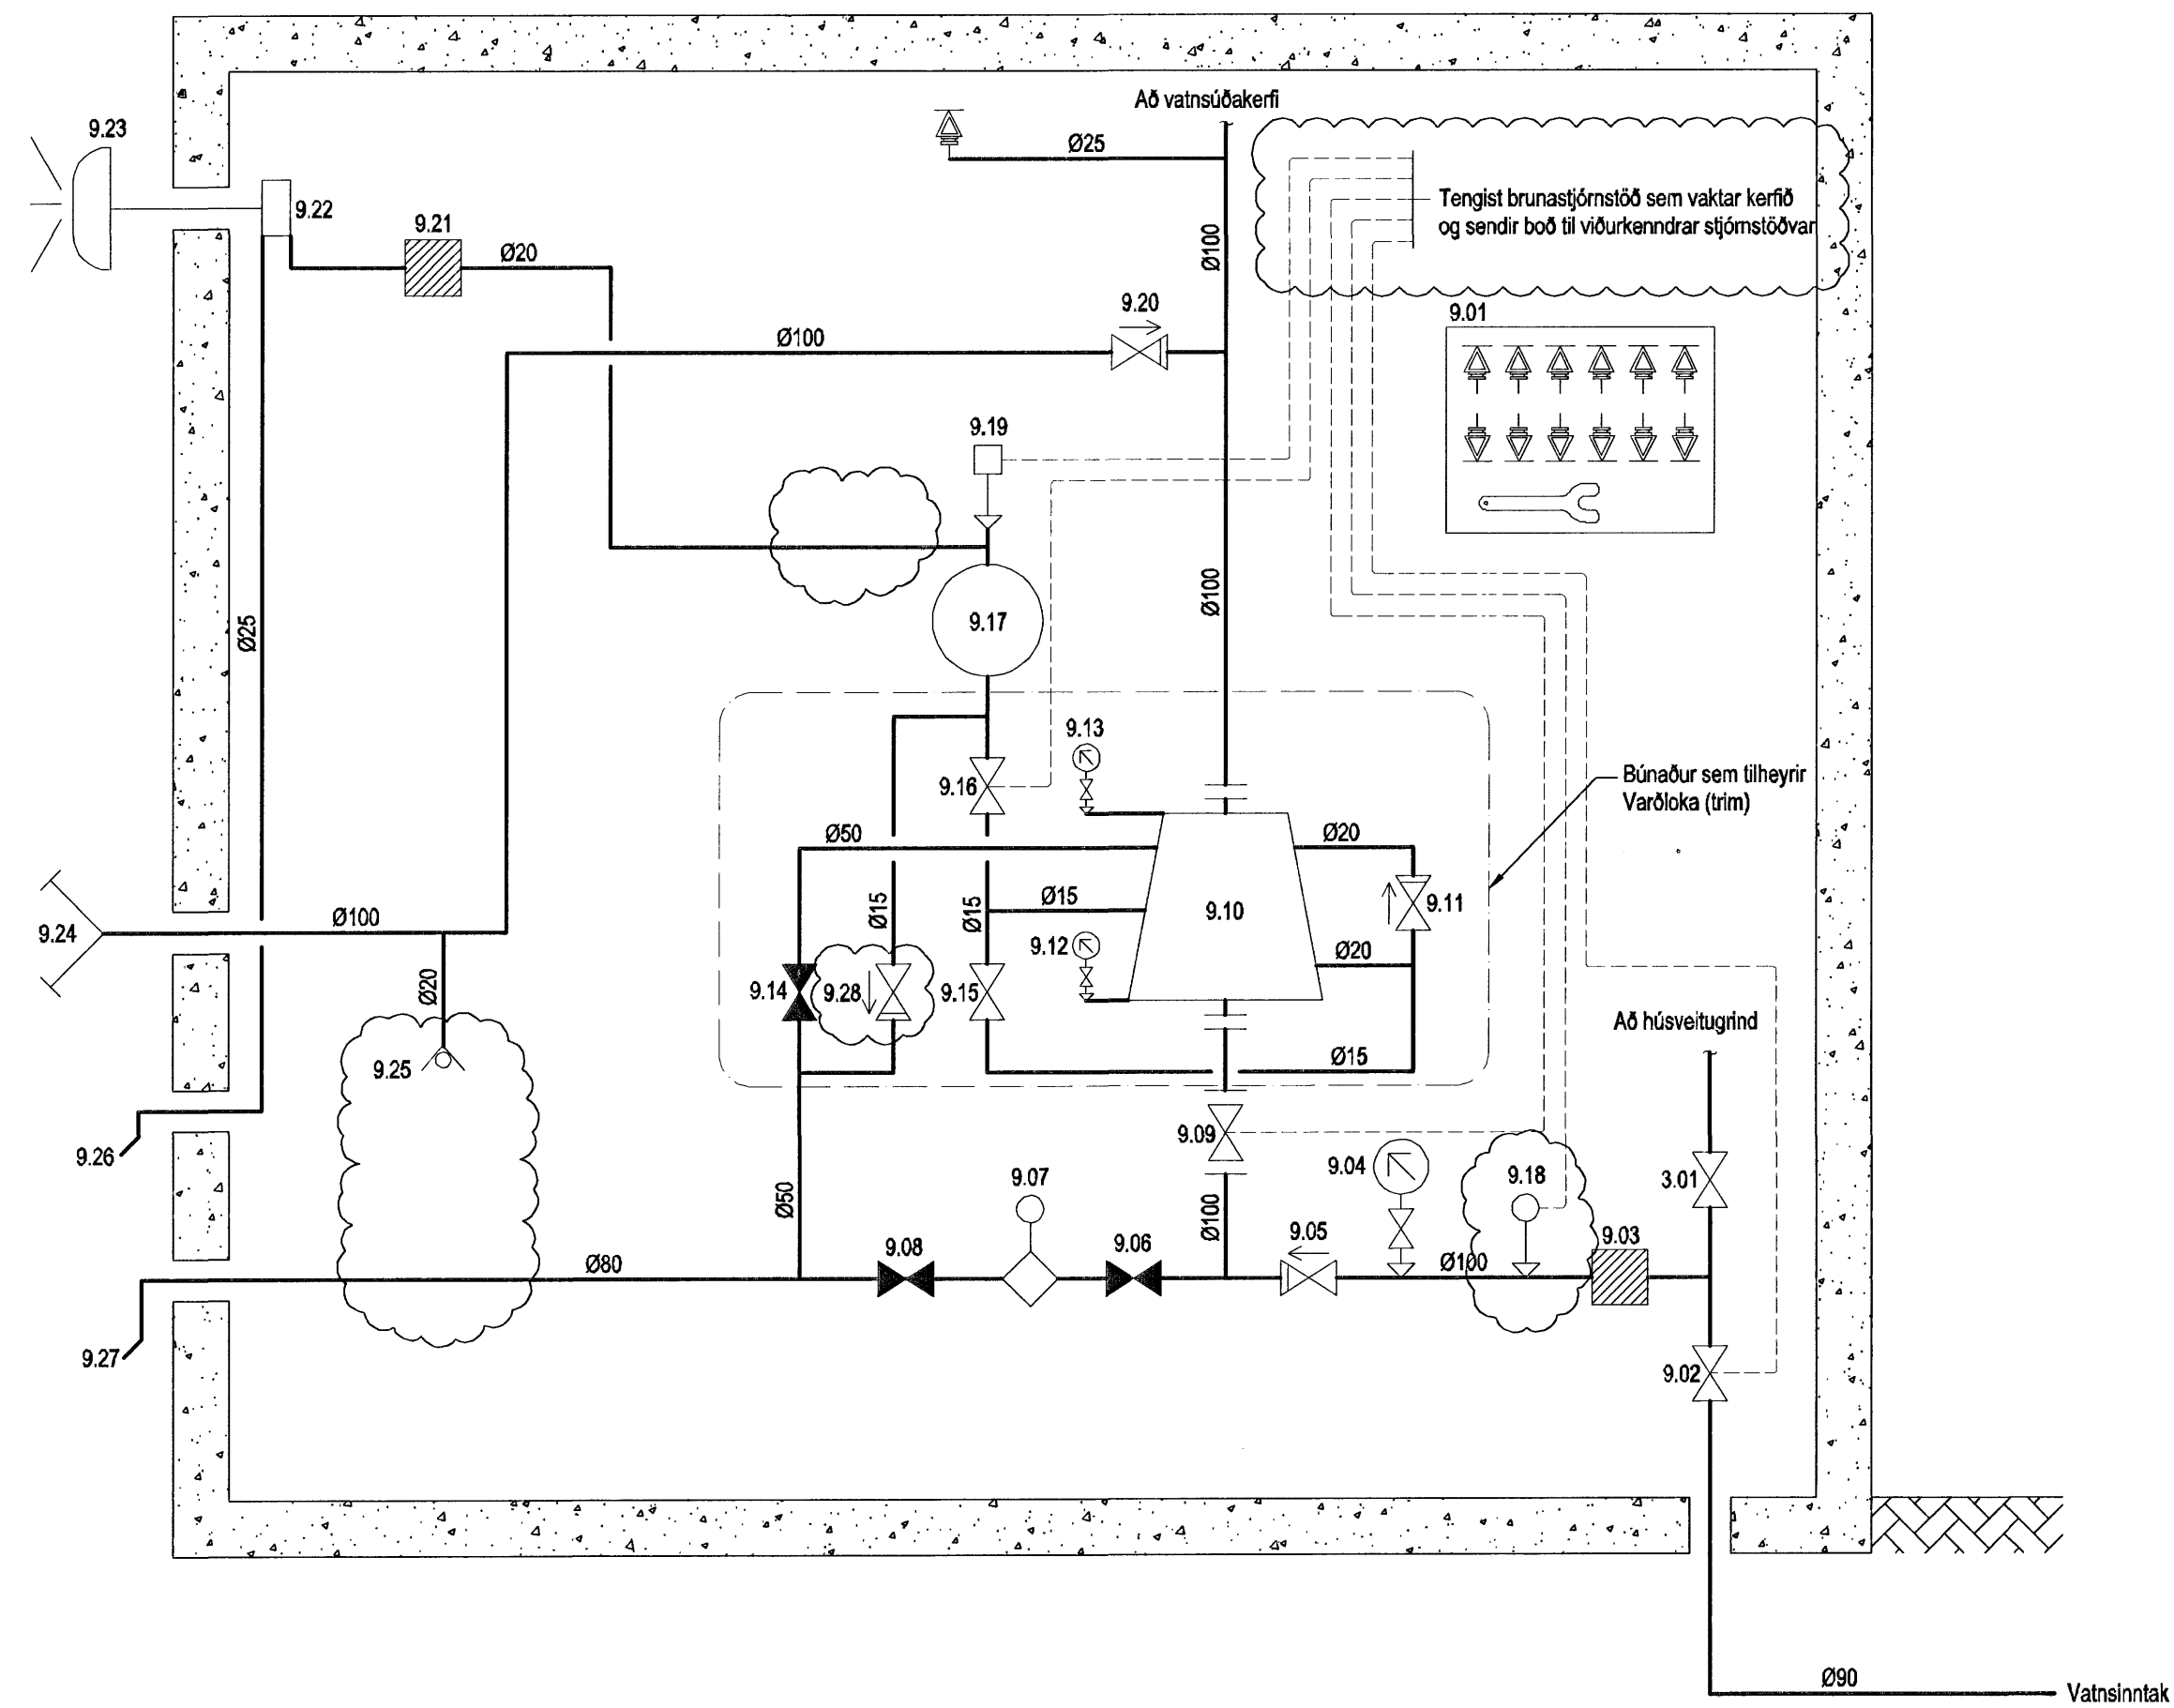 Að vatnsúðakerfi
9.23
Ø25
9.22
9.21
Ø20
Tengist brunastjórnstöð sem vaktar kerfið
og sendir boð til viðurkenndrar stjórnstöðvar
Ø100
9.20
9.01
Ø100
9.19
Ø100
Ø25
9.17
9.13
9.16
Búnaður sem tilheyrir
Varðloka (trim)
Ø50
Ø20
Ø15
Ø15
Ø15
9.10
9.11
9.24
Ø100
9.12
Ø20
Ø20
9.14
9.28
9.15
Að húsveitugrind
9.25
Ø15
9.26
9.09
9.04
9.18
3.01
9.07
Ø50
Ø100
9.08
9.06
9.05
9.03
Ø80
Ø100
9.27
9.02
Ø90
Vatnsinntak